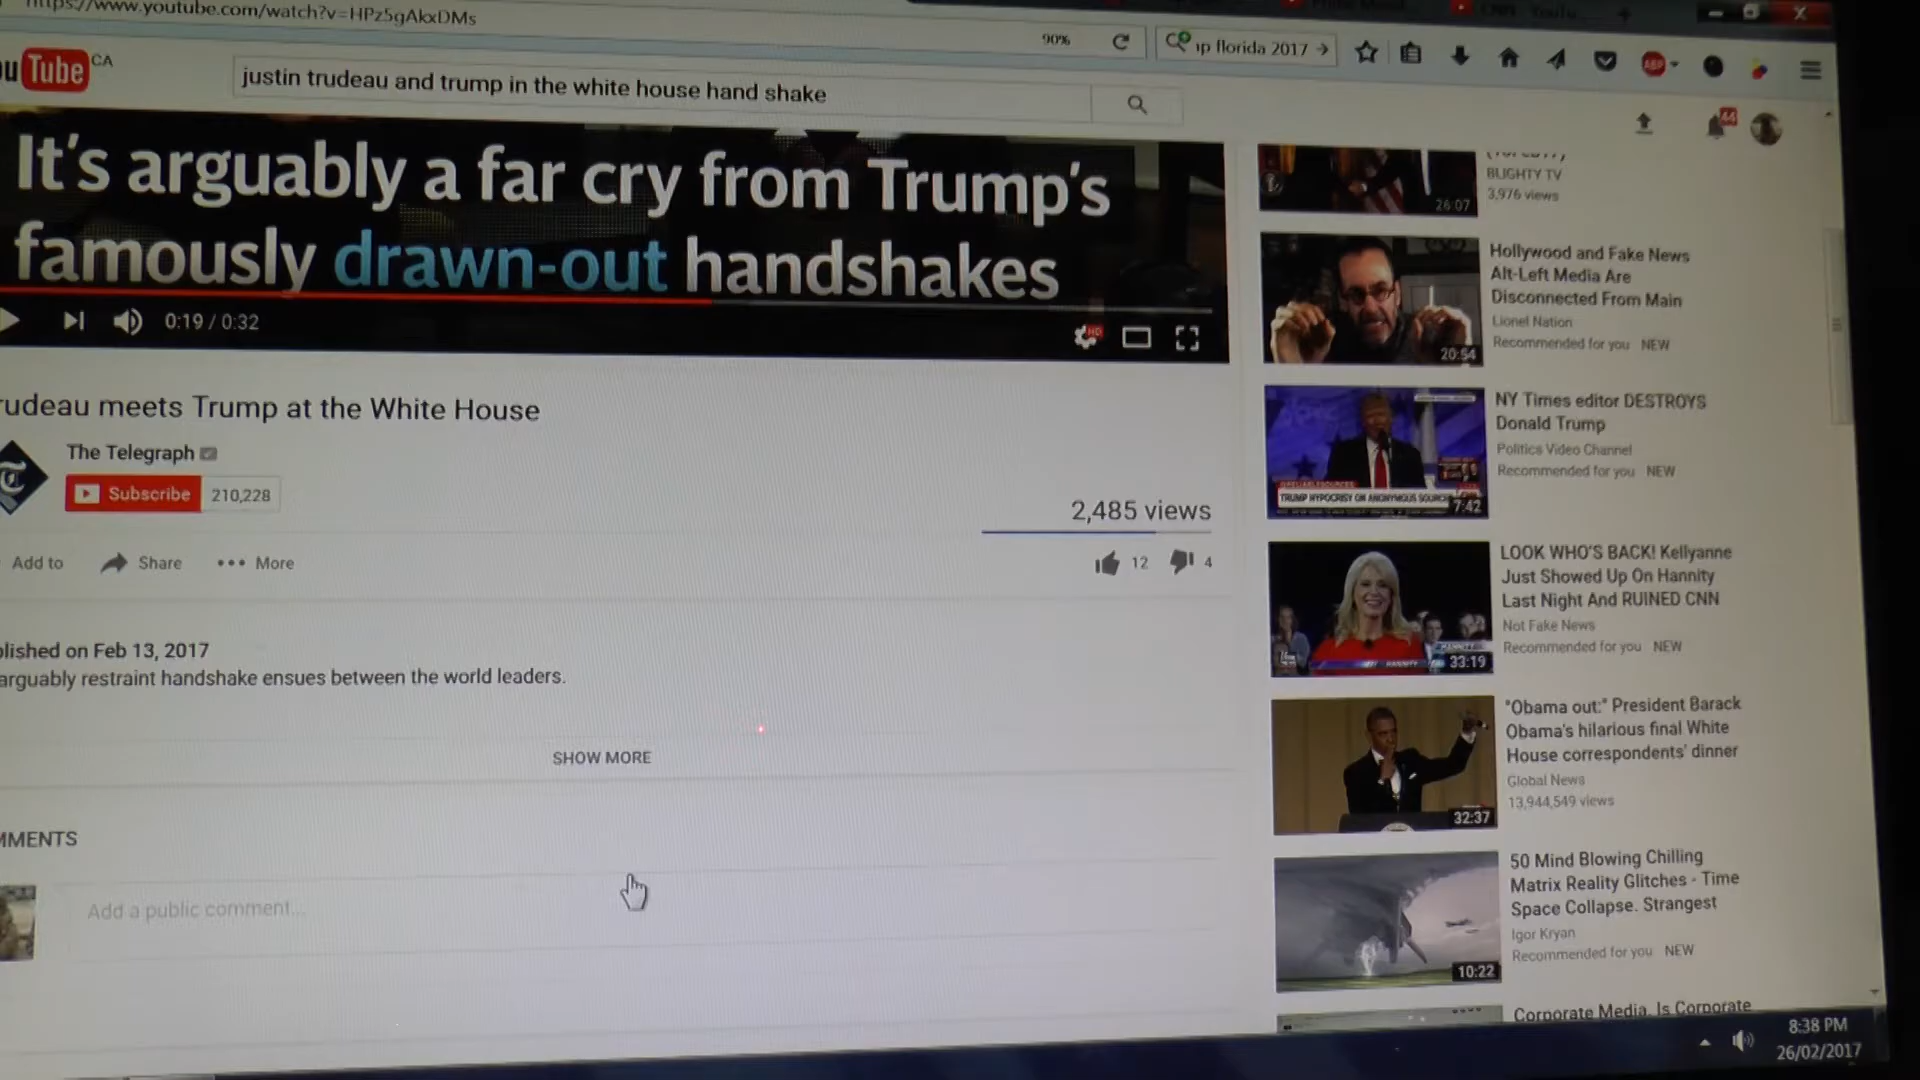 https://www.youtube.com/watch?v=HPz5gAkxDMs
90%
ıp florida 2017
ABP
Tube CA
justin trudeau and trump in the white house hand shake
44
It's arguably a far cry from Trump's
famously drawn-out handshakes
0:19 / 0:32
HD
rudeau meets Trump at the White House
The Telegraph
Subscribe 210,228
2,485 views
Add to Share More
12 4
lished on Feb 13, 2017
arguably restraint handshake ensues between the world leaders.
SHOW MORE
MMENTS
Add a public comment...
BLIGHTY TV
3,976 views
26:07
Hollywood and Fake News
Alt-Left Media Are
Disconnected From Main
Lionel Nation
Recommended for you NEW
20:54
NY Times editor DESTROYS
Donald Trump
Politics Video Channel
Recommended for you NEW
TRUMP HYPOCRISY ON ANONYMOUS SOURC
7:42
LOOK WHO'S BACK! Kellyanne
Just Showed Up On Hannity
Last Night And RUINED CNN
Not Fake News
Recommended for you NEW
HANNITY
33:19
"Obama out:" President Barack
Obama's hilarious final White
House correspondents' dinner
Global News
13,944,549 views
32:37
50 Mind Blowing Chilling
Matrix Reality Glitches - Time
Space Collapse. Strangest
Igor Kryan
Recommended for you NEW
10:22
Corporate Media, Is Corporate
8:38 PM
26/02/2017